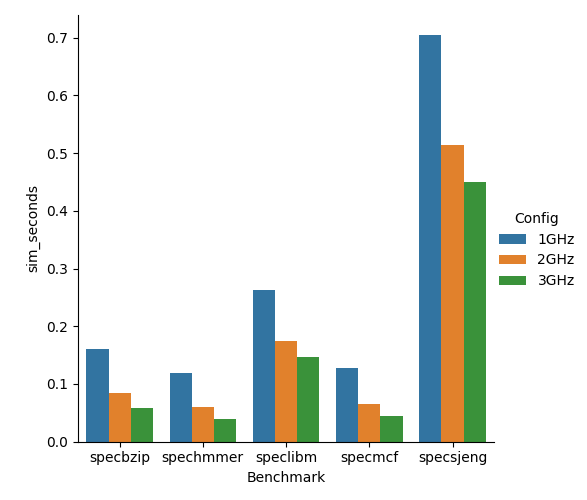 0.7
0.6
0.5
0.4
0.3
0.2
0.1
0.0
sim_seconds
specbzip spechmmer speclibm specmcf specsjeng
Benchmark
Config
1GHz
2GHz
3GHz